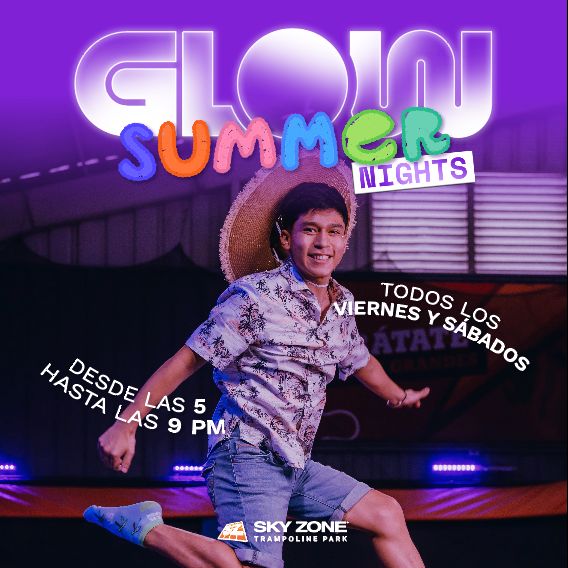 GLOW
SUMMER
NIGHTS
TODOS LOS
VIERNES Y SÁBADOS
DESDE LAS 5
HASTA LAS 9 PM
SKY ZONE
TRAMPOLINE PARK